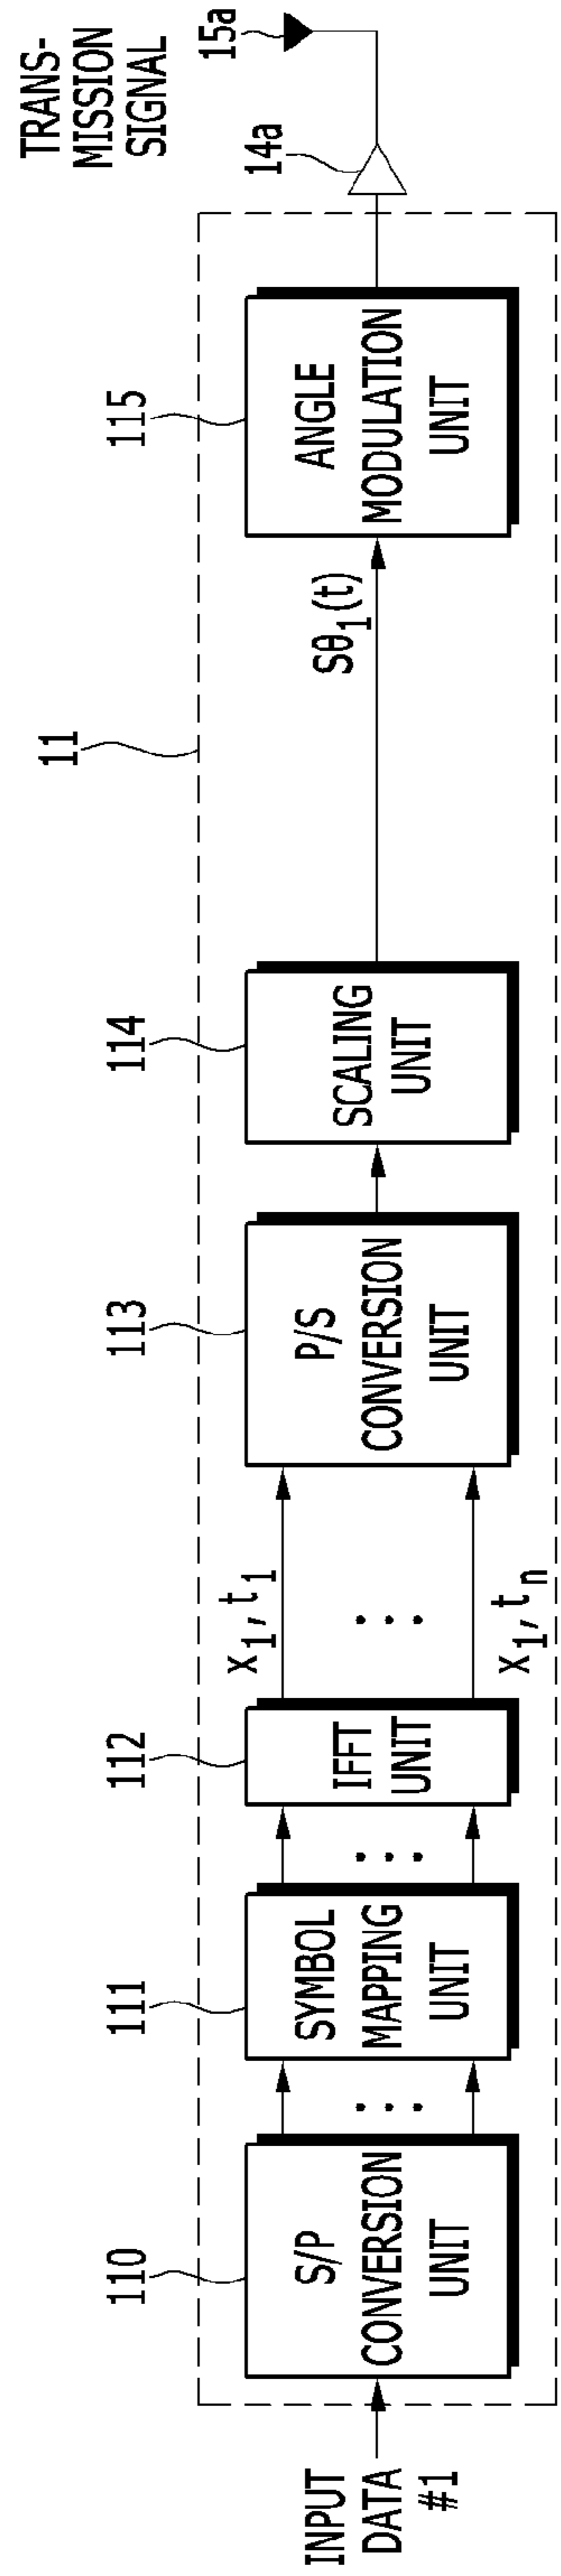 INPUT
DATA
#1
110
S/P
CONVERSION
UNIT
111
SYMBOL
MAPPING
UNIT
112
IFFT
UNIT
x1,t1
x1,tn
113
P/S
CONVERSION
UNIT
114
SCALING
UNIT
11
Sθ1(t)
115
ANGLE
MODULATION
UNIT
14a
15a
TRANS-
MISSION
SIGNAL